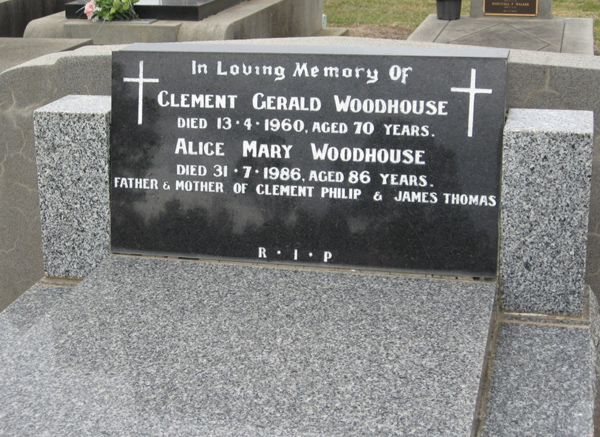 In Loving Memory Of
CLEMENT GERALD WOODHOUSE
DIED 13·4·1960, AGED 70 YEARS.
ALICE MARY WOODHOUSE
DIED 31·7·1986, AGED 86 YEARS.
FATHER & MOTHER OF CLEMENT PHILIP & JAMES THOMAS
R·I·P